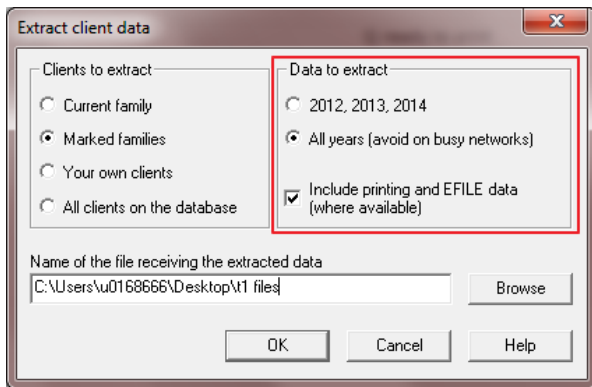 Extract client data
Clients to extract
Current family
Marked families
Your own clients
All clients on the database
Data to extract
2012, 2013, 2014
All years (avoid on busy networks)
Include printing and EFILE data
(where available)
Name of the file receiving the extracted data
C:\Users\u0168666\Desktop\t1 files
Browse
OK
Cancel
Help